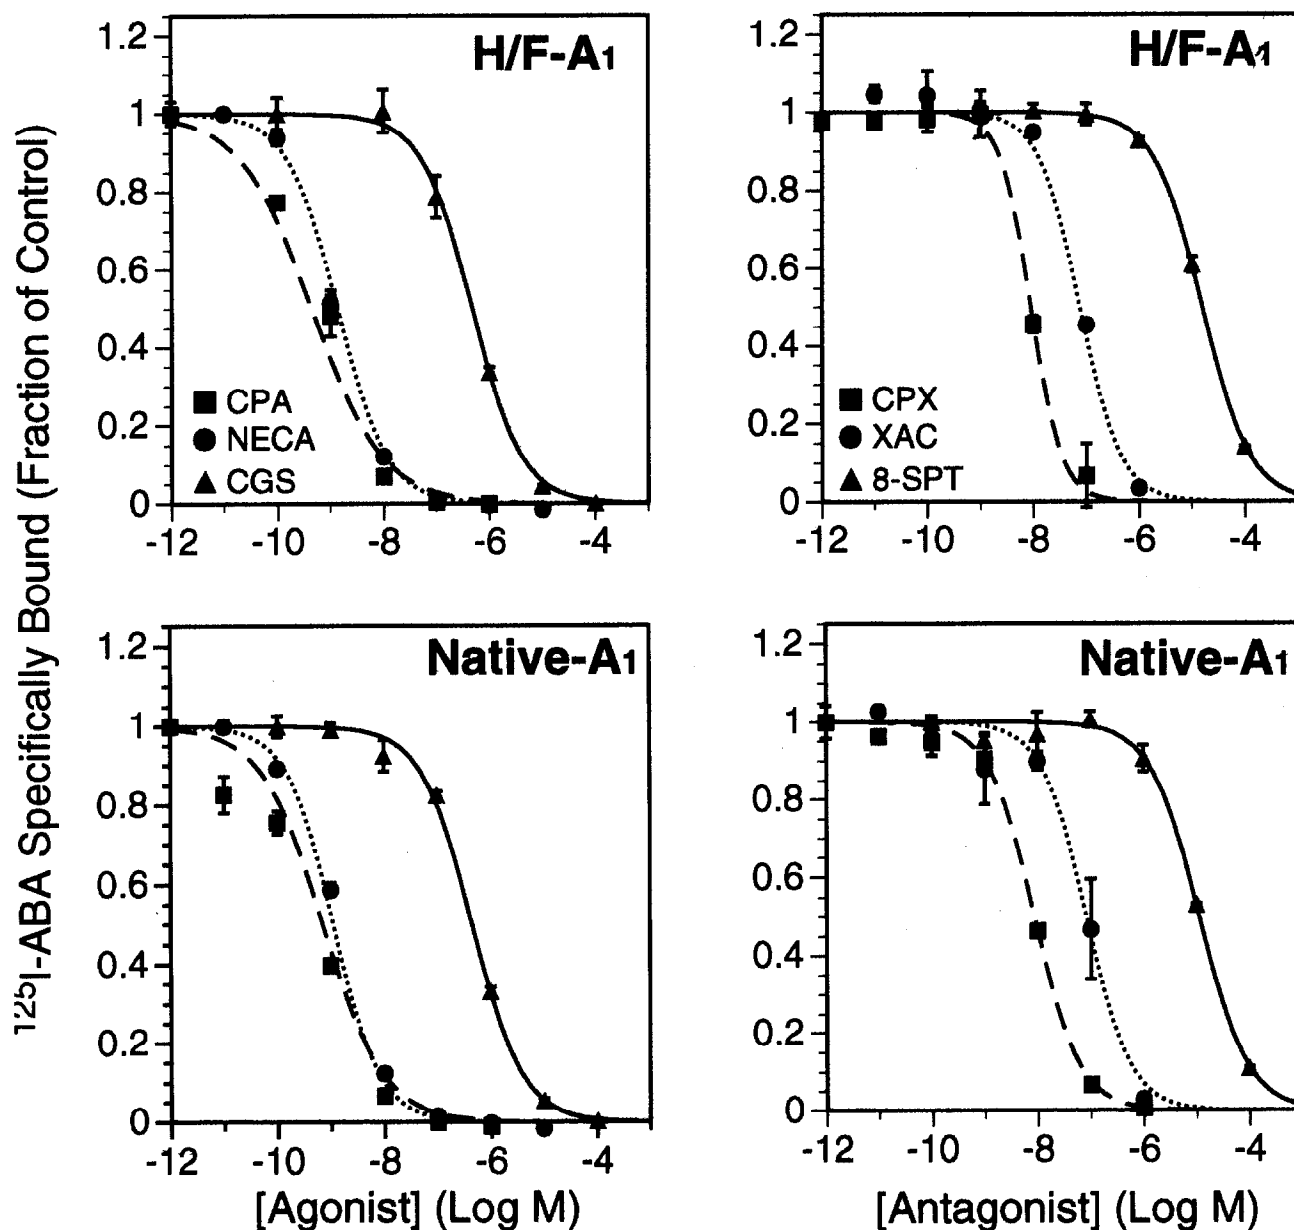 ¹²⁵I-ABA Specifically Bound (Fraction of Control)
H/F-A1
1.2
1
0.8
0.6
0.4
0.2
0
CPA
NECA
CGS
-12 -10 -8 -6 -4
H/F-A1
1.2
1
0.8
0.6
0.4
0.2
0
CPX
XAC
8-SPT
-12 -10 -8 -6 -4
Native-A1
1.2
1
0.8
0.6
0.4
0.2
0
-12 -10 -8 -6 -4
[Agonist] (Log M)
Native-A1
1.2
1
0.8
0.6
0.4
0.2
0
-12 -10 -8 -6 -4
[Antagonist] (Log M)